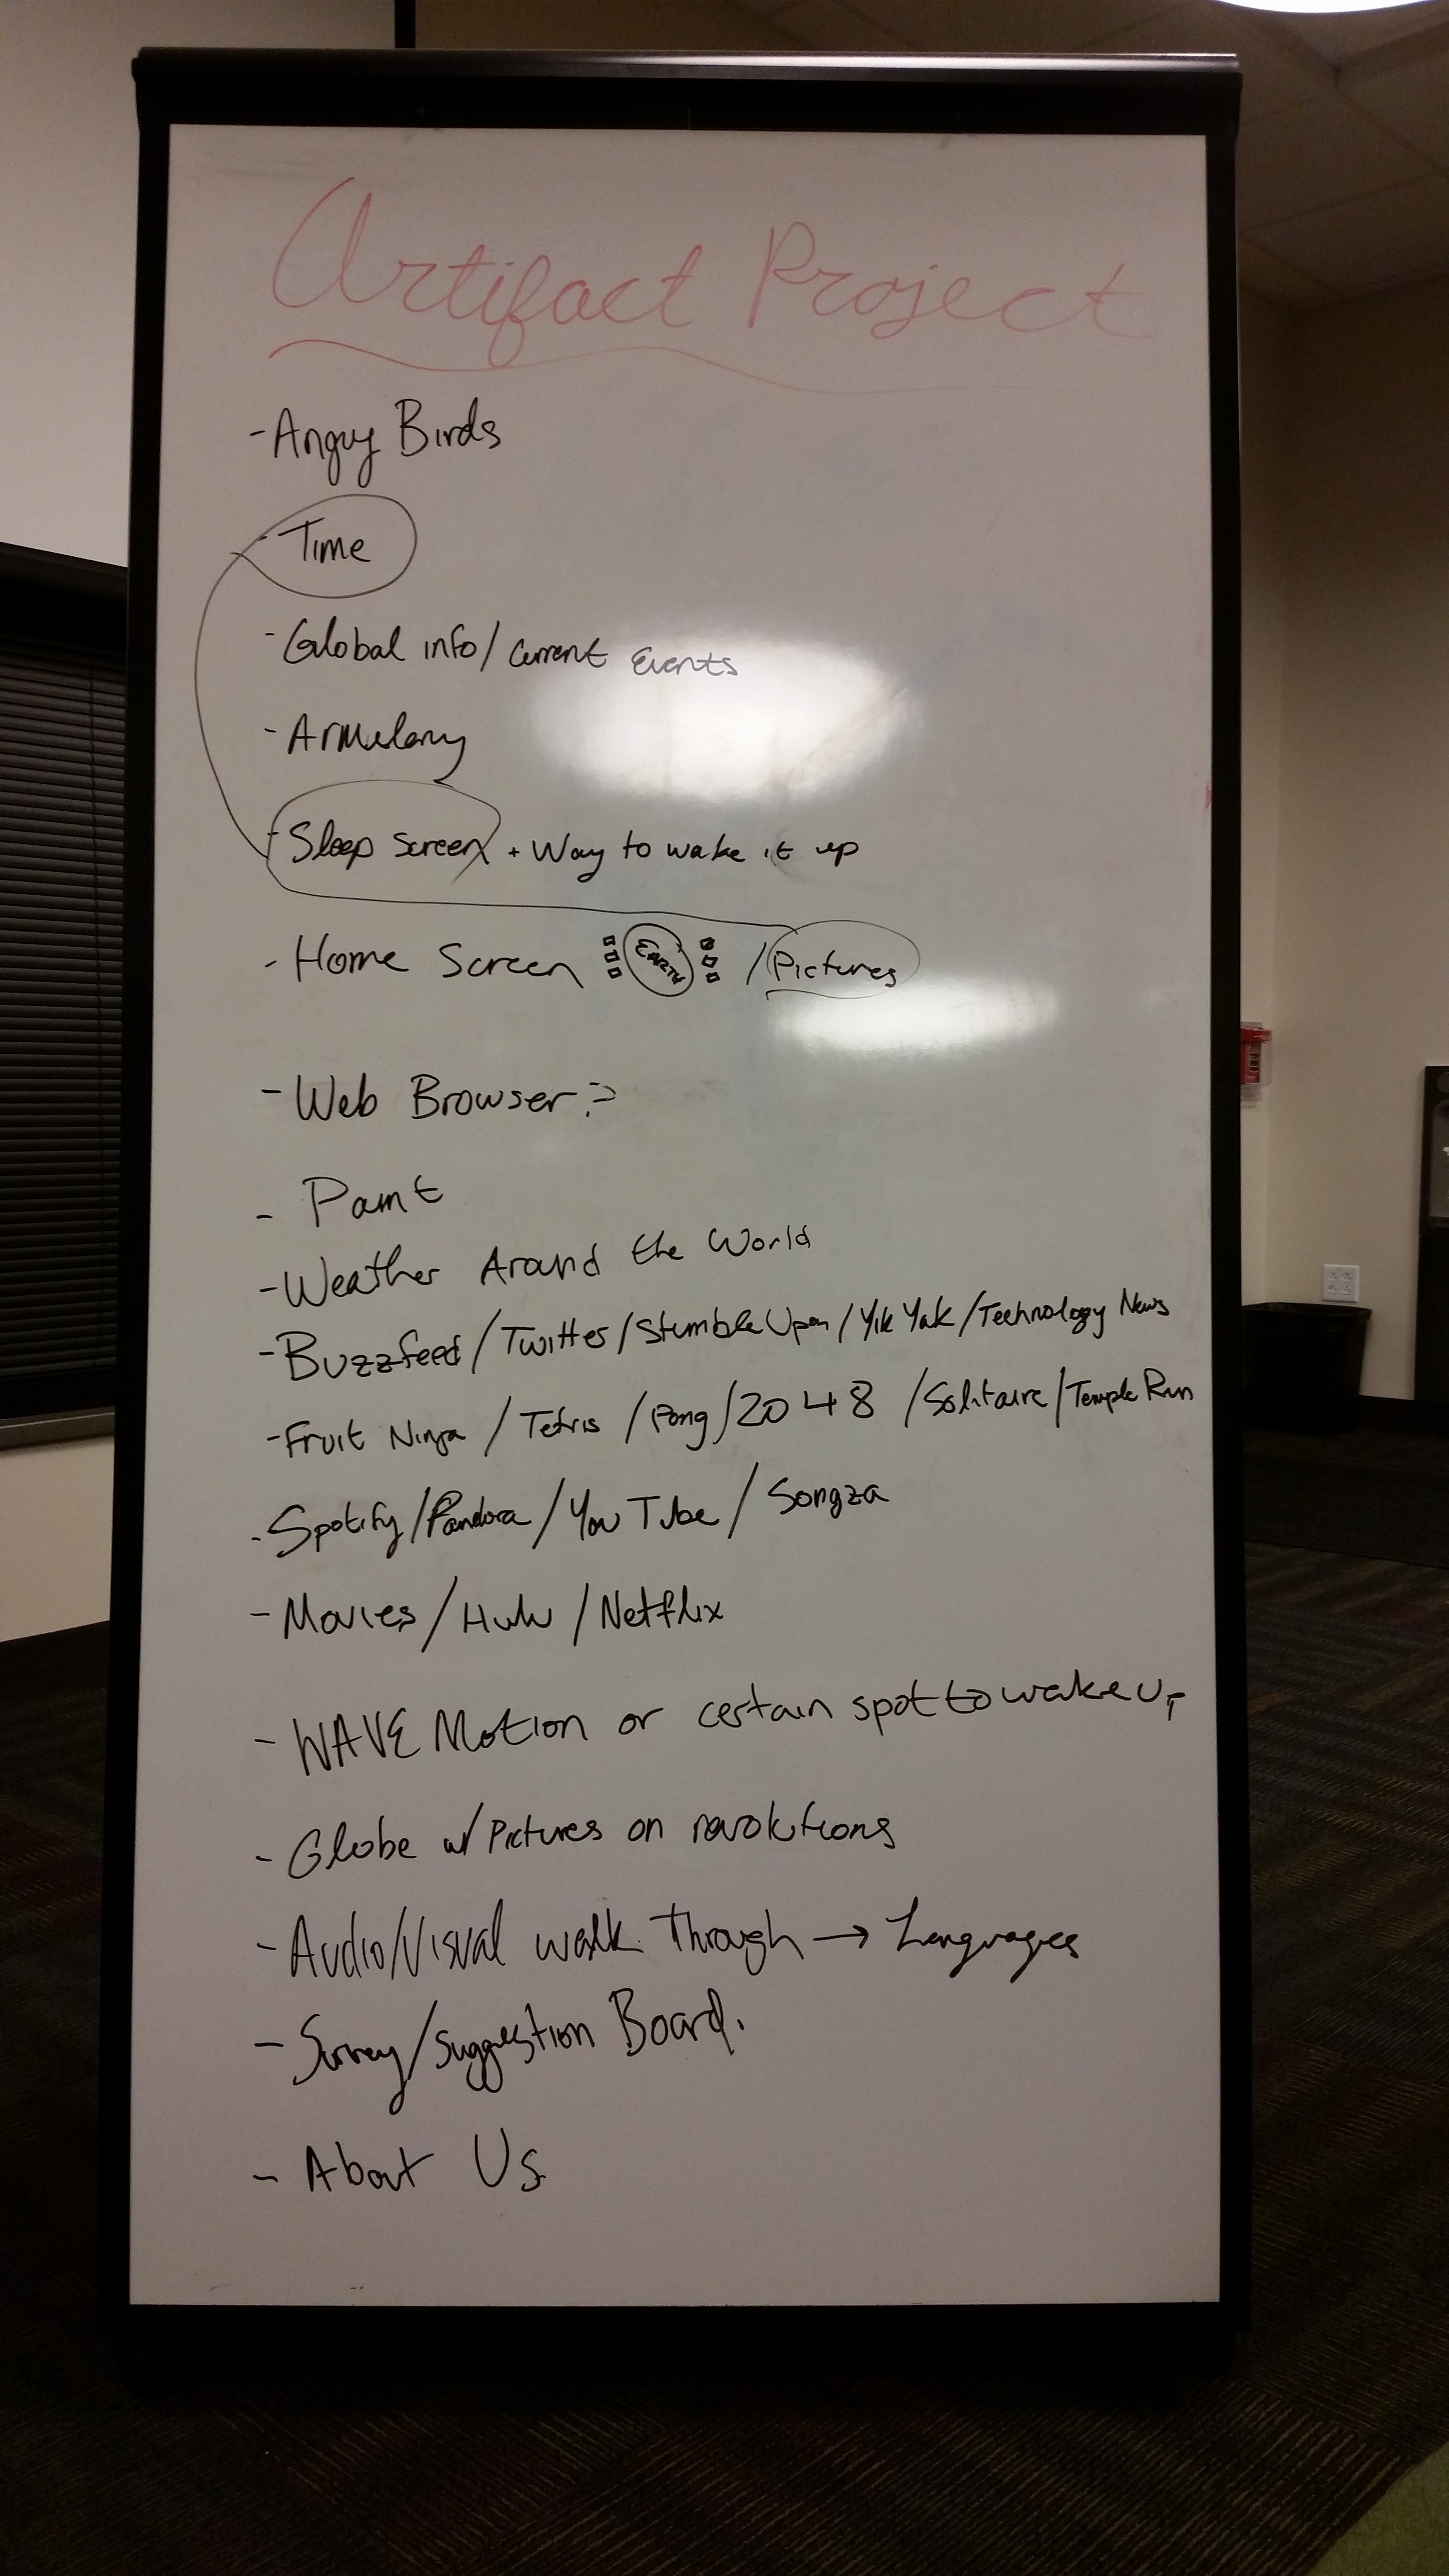 Artifact Project
- Angry Birds
- Time
- Global info / Current Events
- Armulary
- Sleep Screen + Way to wake it up
- Home Screen EARTH / Pictures
- Web Browser :-
- Paint
- Weather Around the World
- Buzzfeed / Twitter / StumbleUpon / Yik Yak / Technology News
- Fruit Ninja / Tetris / Pong / 2048 / Solitaire / Temple Run
- Spotify / Pandora / YouTube / Songza
- Movies / Hulu / Netflix
- WAVE Motion or certain spot to wake up
- Globe w/ Pictures on revolutions
- Audio/Visual walk through → Languages
- Survey/Suggestion Board.
- About Us